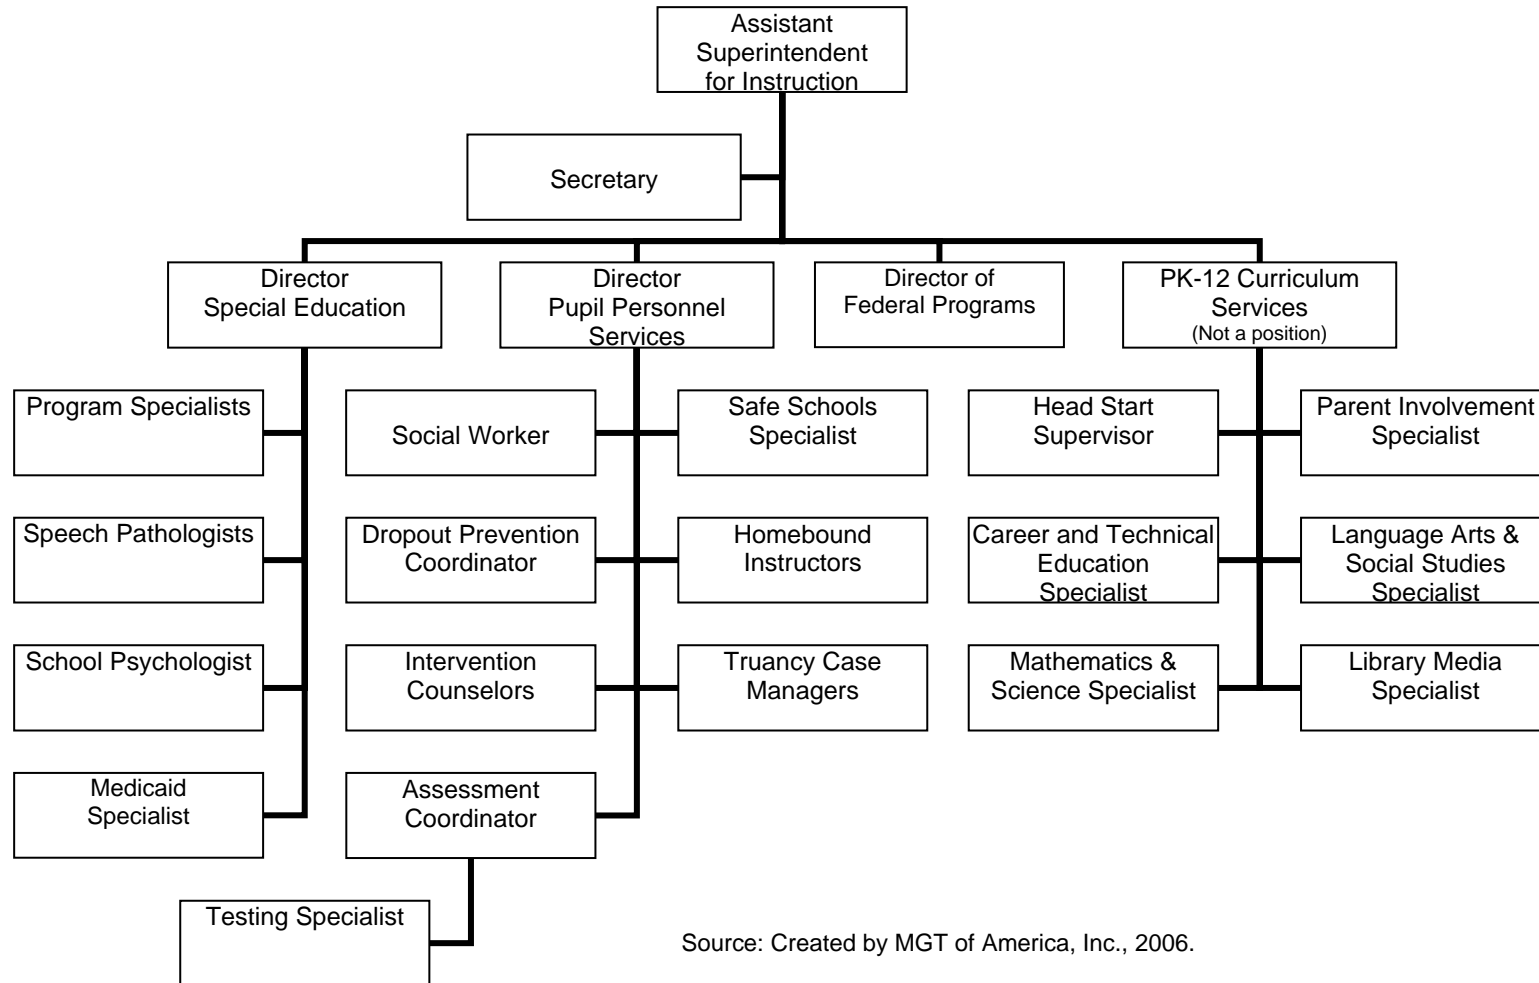 Assistant
Superintendent
for Instruction
Secretary
Director
Special Education
Director
Pupil Personnel
Services
Director of
Federal Programs
PK-12 Curriculum
Services
(Not a position)
Program Specialists
Social Worker
Safe Schools
Specialist
Head Start
Supervisor
Parent Involvement
Specialist
Speech Pathologists
Dropout Prevention
Coordinator
Homebound
Instructors
Career and Technical
Education
Specialist
Language Arts &
Social Studies
Specialist
School Psychologist
Intervention
Counselors
Truancy Case
Managers
Mathematics &
Science Specialist
Library Media
Specialist
Medicaid
Specialist
Assessment
Coordinator
Testing Specialist
Source: Created by MGT of America, Inc., 2006.